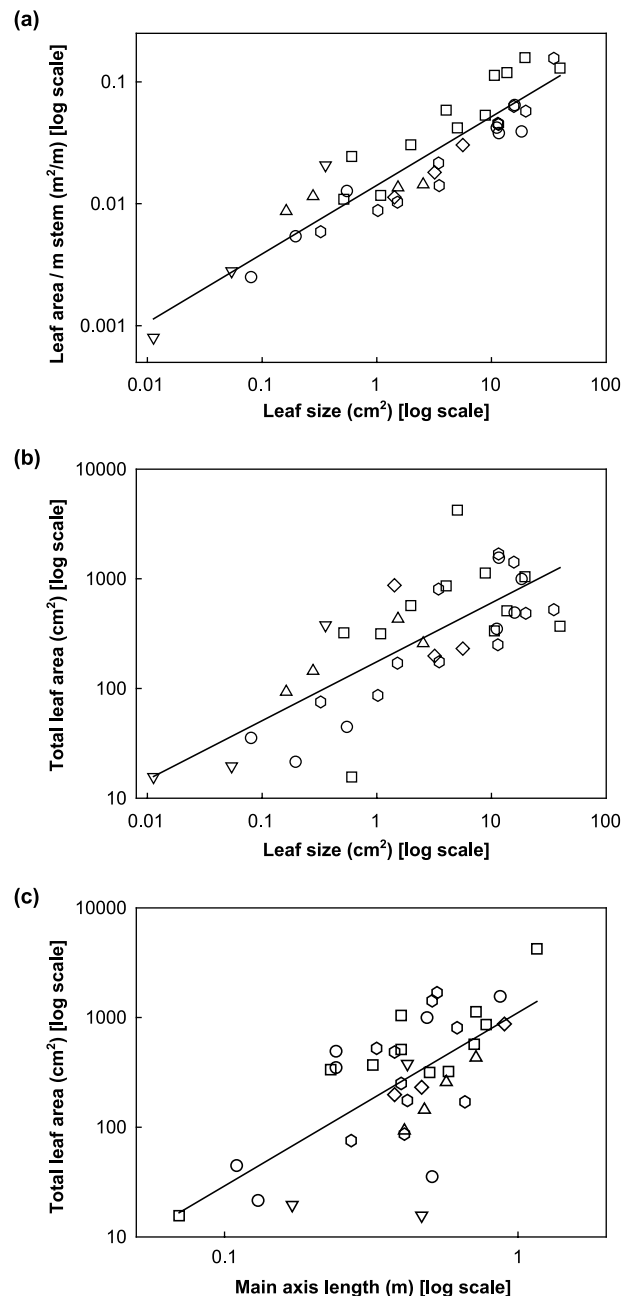 (a)
Leaf area / m stem (m²/m) [log scale]
0.1
0.01
0.001
0.01 0.1 1 10 100
Leaf size (cm²) [log scale]
(b)
Total leaf area (cm²) [log scale]
10000
1000
100
10
0.01 0.1 1 10 100
Leaf size (cm²) [log scale]
(c)
Total leaf area (cm²) [log scale]
10000
1000
100
10
0.1 1
Main axis length (m) [log scale]